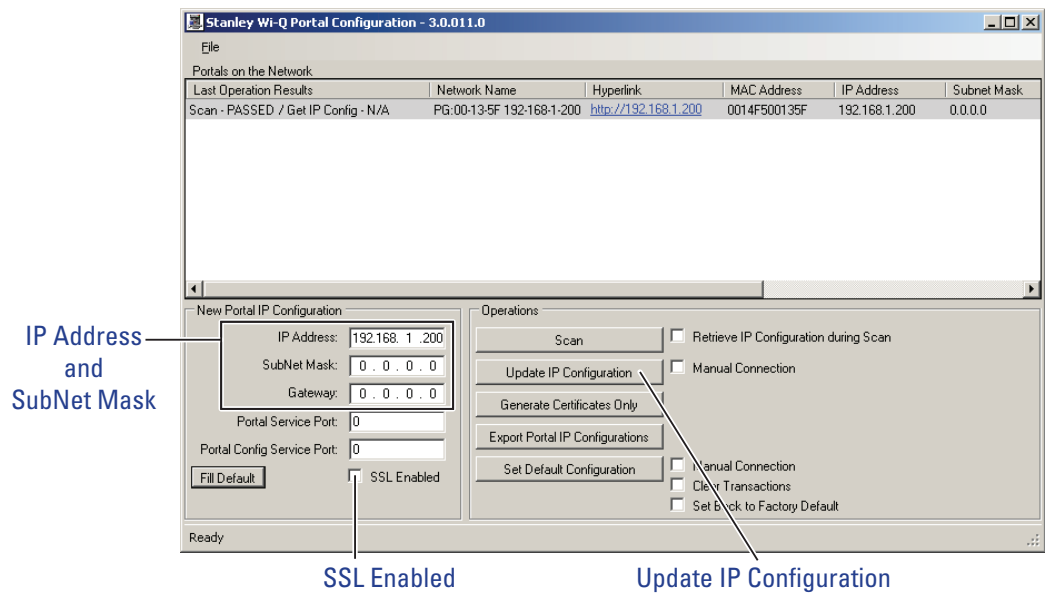 Stanley Wi-Q Portal Configuration - 3.0.011.0
File
Portals on the Network
Last Operation Results Network Name Hyperlink MAC Address IP Address Subnet Mask
Scan - PASSED / Get IP Config - N/A PG:00-13-5F 192-168-1-200 http://192.168.1.200 0014F500135F 192.168.1.200 0.0.0.0
New Portal IP Configuration
IP Address: 192.168. 1 .200
SubNet Mask: 0 . 0 . 0 . 0
Gateway: 0 . 0 . 0 . 0
Portal Service Port: 0
Portal Config Service Port: 0
Fill Default
SSL Enabled
Operations
Scan
Retrieve IP Configuration during Scan
Update IP Configuration
Manual Connection
Generate Certificates Only
Export Portal IP Configurations
Set Default Configuration
Manual Connection
Clear Transactions
Set Back to Factory Default
Ready
IP Address
and
SubNet Mask
SSL Enabled
Update IP Configuration